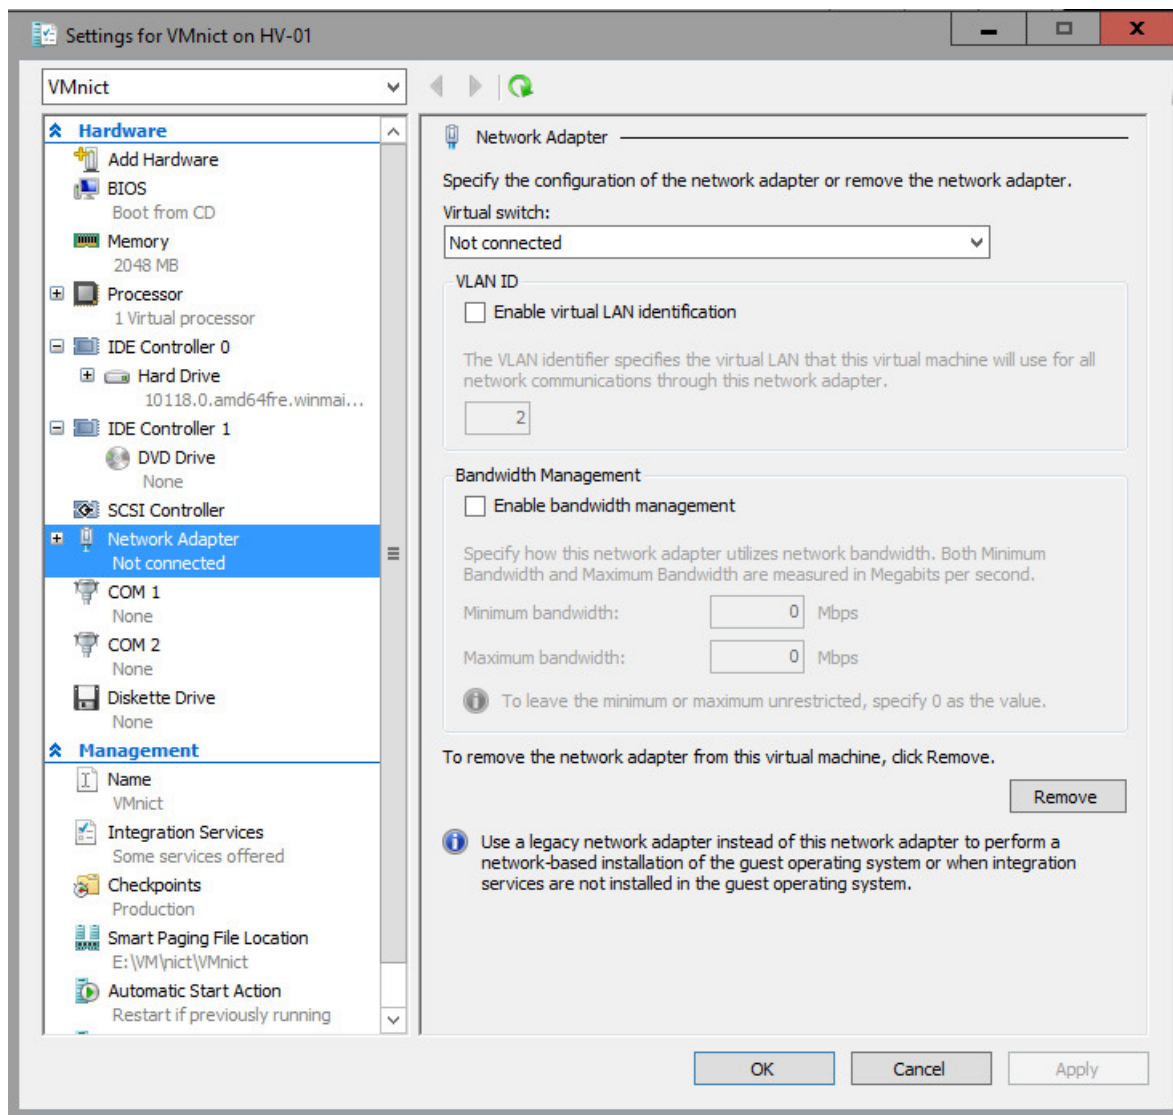 Settings for VMnict on HV-01
VMnict
Hardware
Add Hardware
BIOS
Boot from CD
Memory
2048 MB
Processor
1 Virtual processor
IDE Controller 0
Hard Drive
10118.0.amd64fre.winmai...
IDE Controller 1
DVD Drive
None
SCSI Controller
Network Adapter
Not connected
COM 1
None
COM 2
None
Diskette Drive
None
Management
Name
VMnict
Integration Services
Some services offered
Checkpoints
Production
Smart Paging File Location
E:\VM\nict\VMnict
Automatic Start Action
Restart if previously running
Network Adapter
Specify the configuration of the network adapter or remove the network adapter.
Virtual switch:
Not connected
VLAN ID
Enable virtual LAN identification
The VLAN identifier specifies the virtual LAN that this virtual machine will use for all
network communications through this network adapter.
2
Bandwidth Management
Enable bandwidth management
Specify how this network adapter utilizes network bandwidth. Both Minimum
Bandwidth and Maximum Bandwidth are measured in Megabits per second.
Minimum bandwidth: 0 Mbps
Maximum bandwidth: 0 Mbps
To leave the minimum or maximum unrestricted, specify 0 as the value.
To remove the network adapter from this virtual machine, click Remove.
Remove
Use a legacy network adapter instead of this network adapter to perform a
network-based installation of the guest operating system or when integration
services are not installed in the guest operating system.
OK Cancel Apply